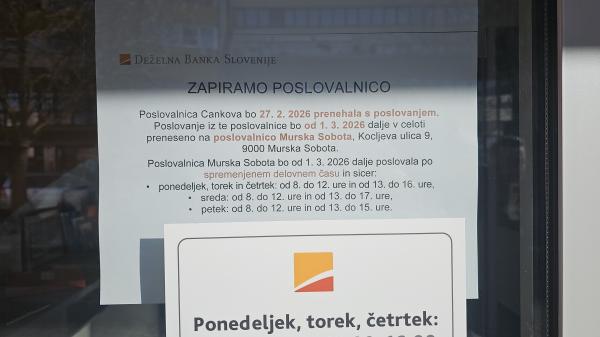 DEŽELNA BANKA SLOVENIJE
ZAPIRAMO POSLOVALNICO
Poslovalnica Cankova bo 27. 2. 2026 prenehala s poslovanjem.
Poslovanje iz te poslovalnice bo od 1. 3. 2026 dalje v celoti
preneseno na poslovalnico Murska Sobota, Kocljeva ulica 9,
9000 Murska Sobota.
Poslovalnica Murska Sobota bo od 1. 3. 2026 dalje poslovala po
spremenjenem delovnem času in sicer:
• ponedeljek, torek in četrtek: od 8. do 12. ure in od 13. do 16. ure,
• sreda: od 8. do 12. ure in od 13. do 17. ure,
• petek: od 8. do 12. ure in od 13. do 15. ure.
Ponedeljek, torek, četrtek: